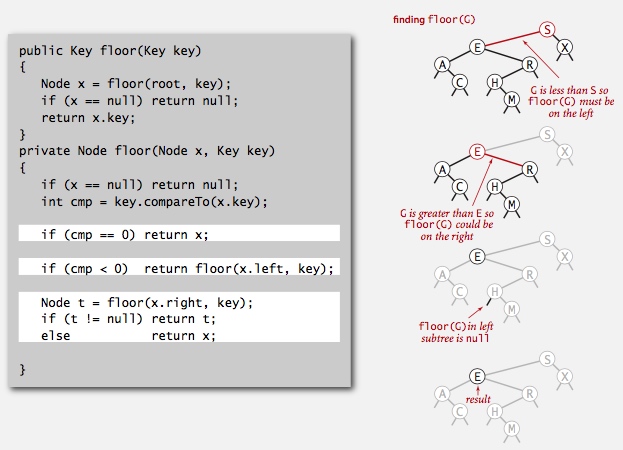 public Key floor(Key key)
{
Node x = floor(root, key);
if (x == null) return null;
return x.key;
}
private Node floor(Node x, Key key)
{
if (x == null) return null;
int cmp = key.compareTo(x.key);
if (cmp == 0) return x;
if (cmp < 0)  return floor(x.left, key);
Node t = floor(x.right, key);
if (t != null) return t;
else           return x;
}
finding floor(G)
S
E
X
A
R
C
H
M
G is less than S so
floor(G) must be
on the left
S
E
X
A
R
C
H
M
G is greater than E so
floor(G) could be
on the right
S
E
X
A
R
C
H
M
floor(G) in left
subtree is null
S
E
X
A
R
result
C
H
M